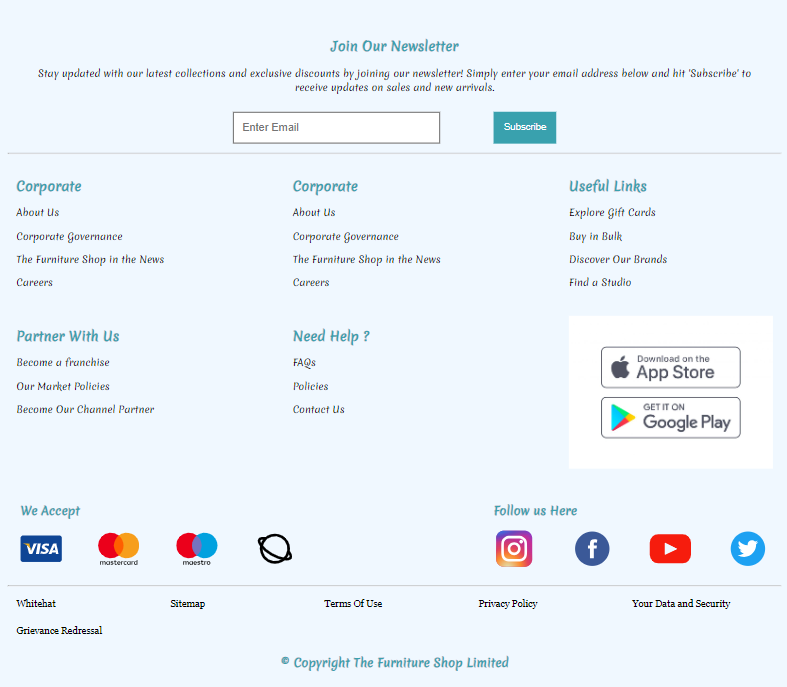 Join Our Newsletter
Stay updated with our latest collections and exclusive discounts by joining our newsletter! Simply enter your email address below and hit 'Subscribe' to
receive updates on sales and new arrivals.
Enter Email
Subscribe
Corporate
About Us
Corporate Governance
The Furniture Shop in the News
Careers
Corporate
About Us
Corporate Governance
The Furniture Shop in the News
Careers
Useful Links
Explore Gift Cards
Buy in Bulk
Discover Our Brands
Find a Studio
Partner With Us
Become a franchise
Our Market Policies
Become Our Channel Partner
Need Help ?
FAQs
Policies
Contact Us
Download on the
App Store
GET IT ON
Google Play
We Accept
VISA
mastercard
maestro
Follow us Here
Whitehat
Sitemap
Terms Of Use
Privacy Policy
Your Data and Security
Grievance Redressal
© Copyright The Furniture Shop Limited